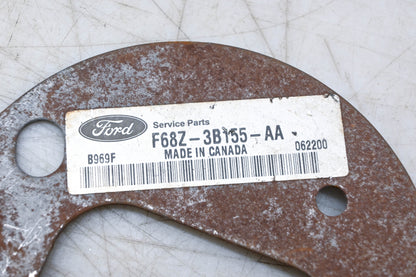 Ford
Service Parts
F68Z-3B155-AA
MADE IN CANADA
B969F
062200